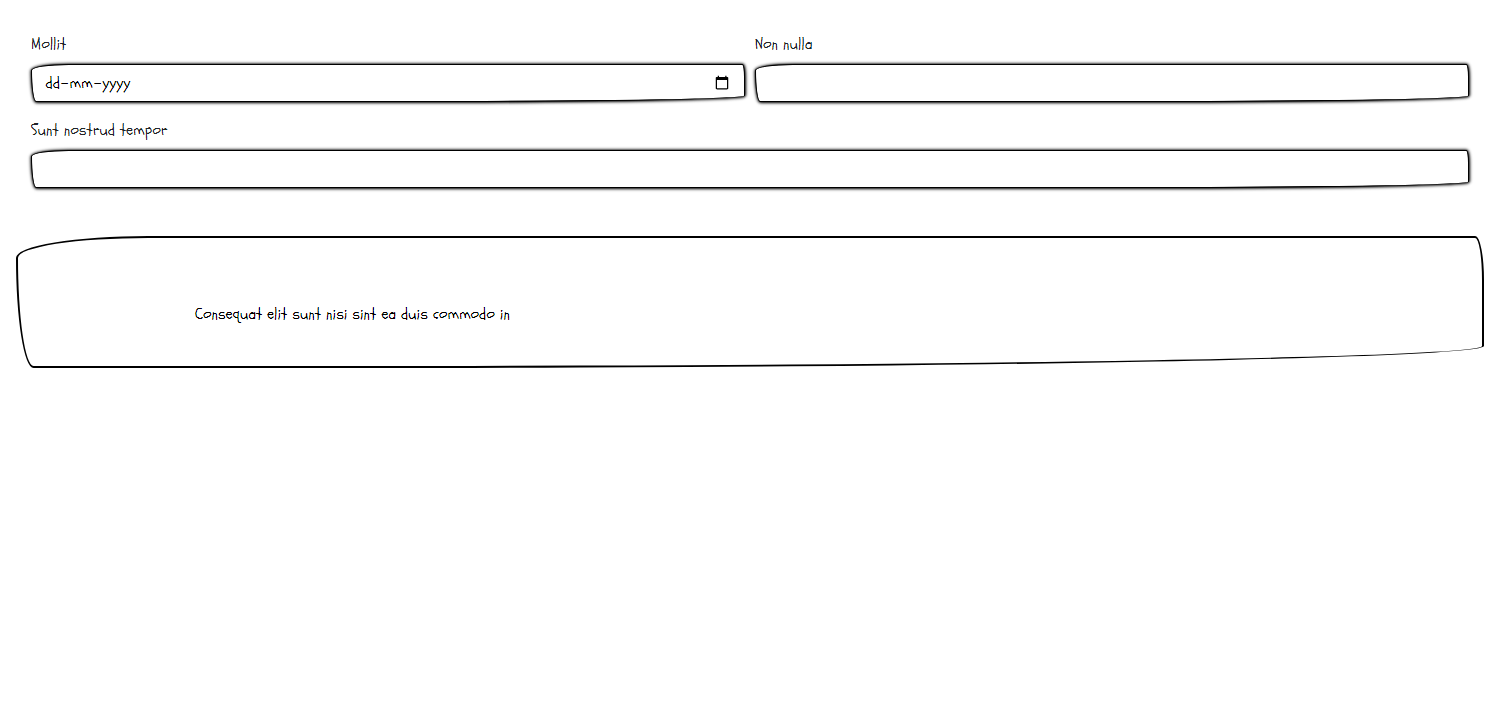 Mollit
Non nulla
dd-mm-yyyy
Sunt nostrud tempor
Consequat elit sunt nisi sint ea duis commodo in